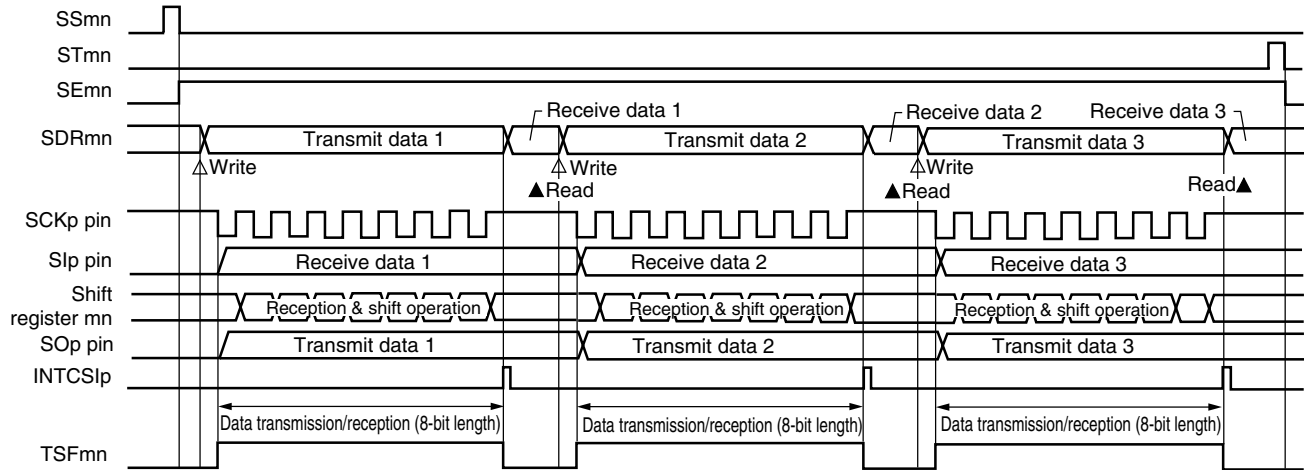 SSmn
STmn
SEmn
Receive data 1
Receive data 2
Receive data 3
SDRmn
Transmit data 1
Transmit data 2
Transmit data 3
Write
Write
Write
Read
Read
Read
SCKp pin
SIp pin
Receive data 1
Receive data 2
Receive data 3
Shift
register mn
Reception & shift operation
Reception & shift operation
Reception & shift operation
SOp pin
Transmit data 1
Transmit data 2
Transmit data 3
INTCSIp
Data transmission/reception (8-bit length)
Data transmission/reception (8-bit length)
Data transmission/reception (8-bit length)
TSFmn